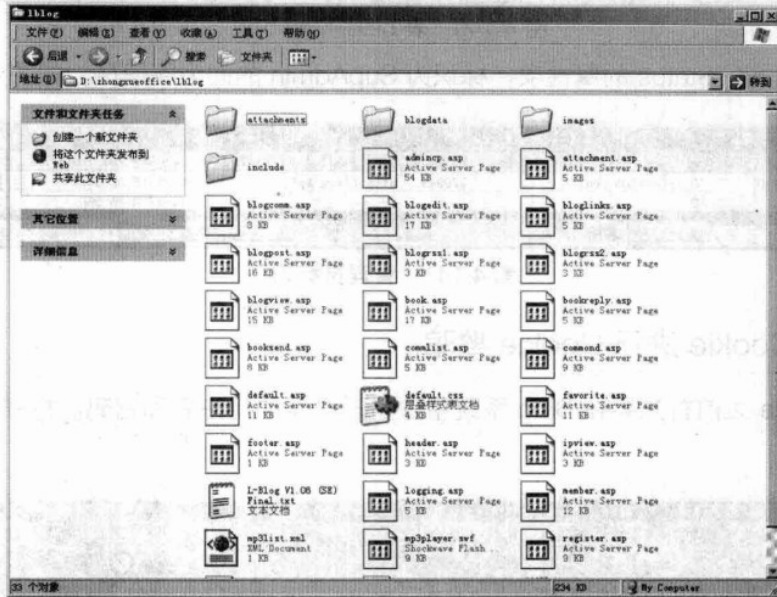 lblog
文件(F) 编辑(E) 查看(V) 收藏(A) 工具(T) 帮助(H)
后退 搜索 文件夹
地址(D) D:\zhongxueoffice\lblog 转到
文件和文件夹任务
创建一个新文件夹
将这个文件夹发布到
Web
共享此文件夹
其它位置
详细信息
attachments
blogdata
images
include
admincp.asp
Active Server Page
54 KB
attachment.asp
Active Server Page
5 KB
blogcomm.asp
Active Server Page
8 KB
blogedit.asp
Active Server Page
17 KB
bloglinks.asp
Active Server Page
5 KB
blogpost.asp
Active Server Page
16 KB
blogrss1.asp
Active Server Page
3 KB
blogrss2.asp
Active Server Page
3 KB
blogview.asp
Active Server Page
15 KB
book.asp
Active Server Page
17 KB
bookreply.asp
Active Server Page
5 KB
booksend.asp
Active Server Page
8 KB
commlist.asp
Active Server Page
5 KB
commond.asp
Active Server Page
9 KB
default.asp
Active Server Page
11 KB
default.css
层叠样式表文档
4 KB
favorite.asp
Active Server Page
11 KB
footer.asp
Active Server Page
1 KB
header.asp
Active Server Page
3 KB
ipview.asp
Active Server Page
3 KB
L-Blog V1.08 (SE)
Final.txt
文本文档
logging.asp
Active Server Page
5 KB
member.asp
Active Server Page
12 KB
mp3list.xml
XML Document
1 KB
mp3player.swf
Shockwave Flash ...
9 KB
register.asp
Active Server Page
9 KB
33 个对象 234 KB My Computer